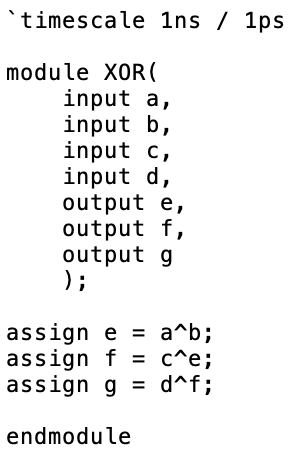 `timescale 1ns / 1ps
module XOR(
input a,
input b,
input c,
input d,
output e,
output f,
output g
);
assign e = a^b;
assign f = c^e;
assign g = d^f;
endmodule